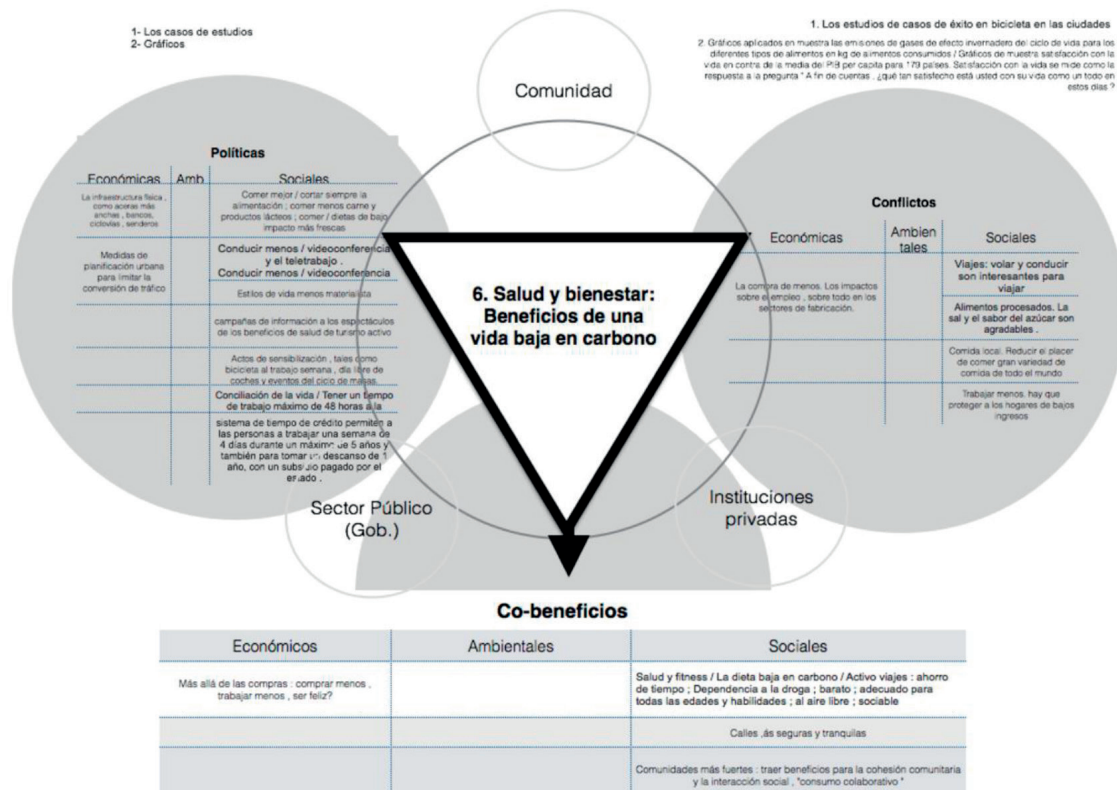 1- Los casos de estudios
2- Gráficos
1. Los estudios de casos de éxito en bicicleta en las ciudades
2. Gráficos aplicados en muestra las emisiones de gases de efecto invernadero del ciclo de vida para los
diferentes tipos de alimentos en kg de alimentos consumidos / Gráficos de muestra satisfacción con la
vida en contra de la media del PIB per capita para 179 países. Satisfacción con la vida se mide como la
respuesta a la pregunta " A fin de cuentas , ¿qué tan satisfecho está usted con su vida como un todo en
estos días ?
Comunidad
Políticas
Económicas
Amb
Sociales
La infraestructura física ,
como aceras más
anchas , bancos,
ciclovías , senderos
Comer mejor / cortar siempre la
alimentación ; comer menos carne y
productos lácteos ; comer / dietas de bajo
impacto más frescas
Medidas de
planificación urbana
para limitar la
conversión de tráfico
Conducir menos / videoconferencia
y el teletrabajo .
Conducir menos / videoconferencia
Estilos de vida menos materialista
campañas de información a los espectáculos
de los beneficios de salud de turismo activo
Actos de sensibilización , tales como
bicicleta al trabajo semana , día libre de
coches y eventos del ciclo de masas.
Conciliación de la vida / Tener un tiempo
de trabajo máximo de 48 horas a la
sistema de tiempo de crédito permiten a
las personas a trabajar una semana de
4 días durante un máximo de 5 años y
también para tomar un descanso de 1
año, con un subsidio pagado por el
estado .
6. Salud y bienestar:
Beneficios de una
vida baja en carbono
Conflictos
Económicas
Ambien
tales
Sociales
La compra de menos. Los impactos
sobre el empleo , sobre todo en los
sectores de fabricación.
Viajes: volar y conducir
son interesantes para
viajar
Alimentos procesados. La
sal y el sabor del azúcar son
agradables .
Comida local. Reducir el placer
de comer gran variedad de
comida de todo el mundo
Trabajar menos. hay que
proteger a los hogares de bajos
ingresos
Sector Público
(Gob.)
Instituciones
privadas
Co-beneficios
Económicos
Ambientales
Sociales
Más allá de las compras : comprar menos ,
trabajar menos , ser feliz?
Salud y fitness / La dieta baja en carbono / Activo viajes : ahorro
de tiempo ; Dependencia a la droga ; barato ; adecuado para
todas las edades y habilidades ; al aire libre ; sociable
Calles ,ás seguras y tranquilas
Comunidades más fuertes : traer beneficios para la cohesión comunitaria
y la interacción social , "consumo colaborativo "